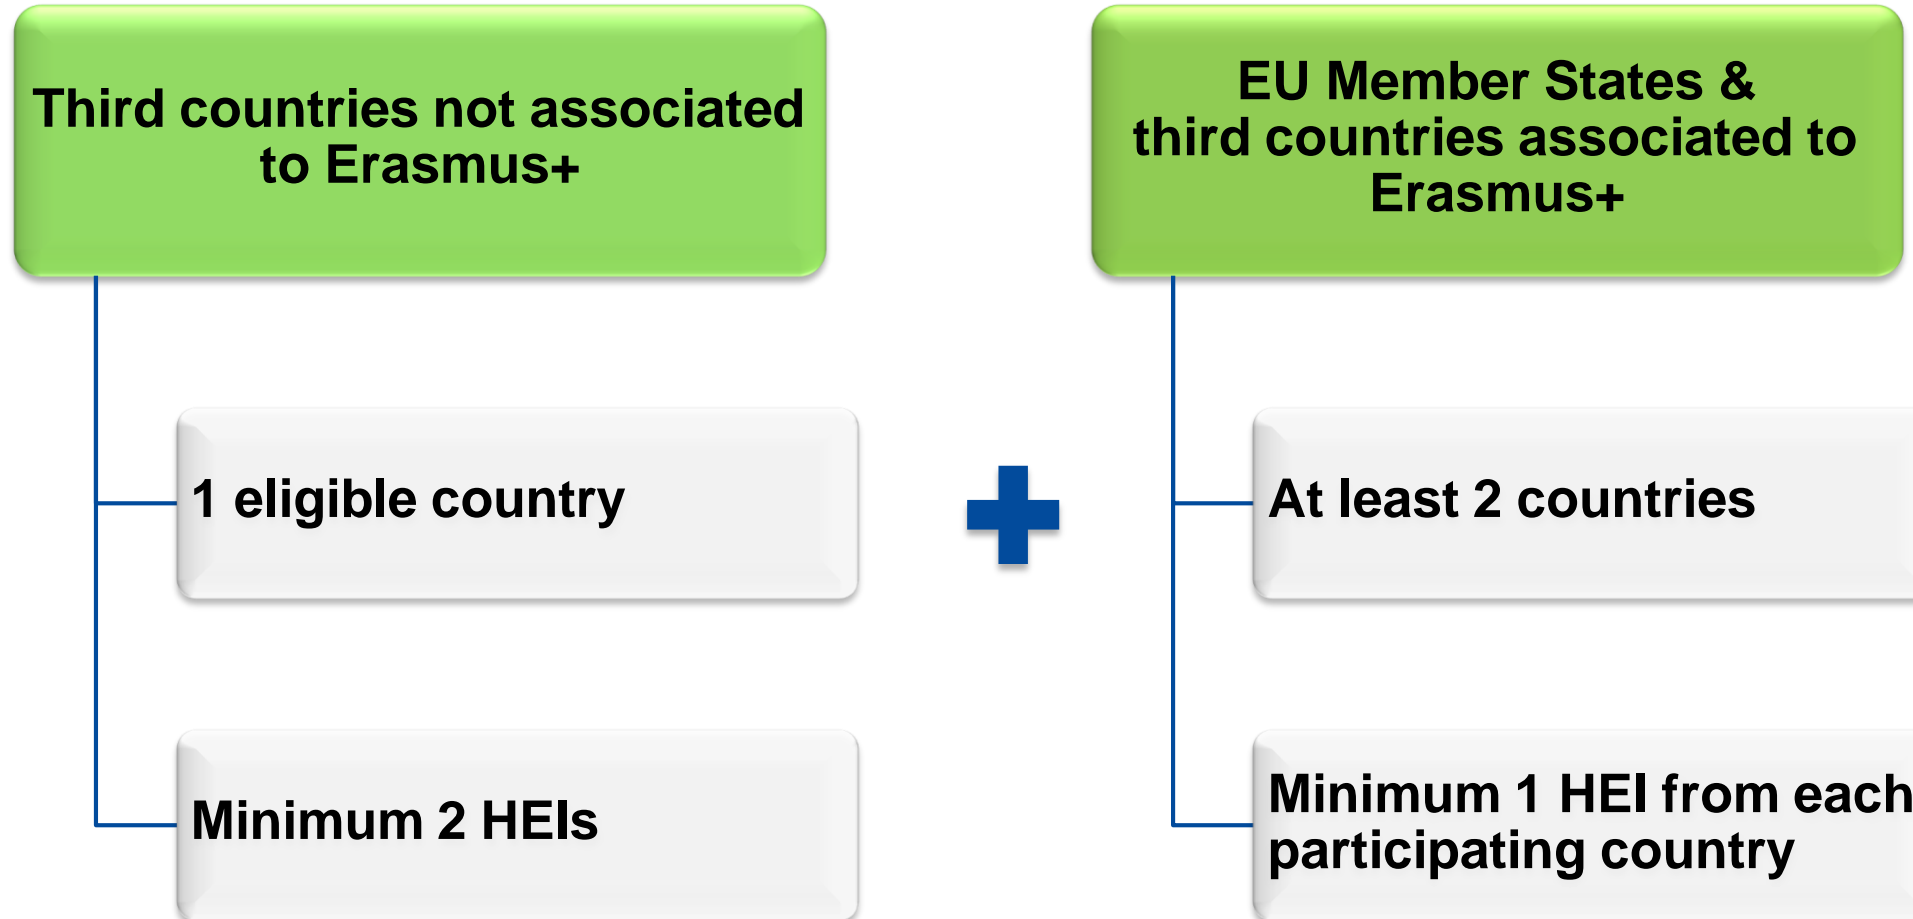 Third countries not associated
to Erasmus+
1 eligible country
Minimum 2 HEIs
EU Member States &
third countries associated to
Erasmus+
At least 2 countries
Minimum 1 HEI from each
participating country